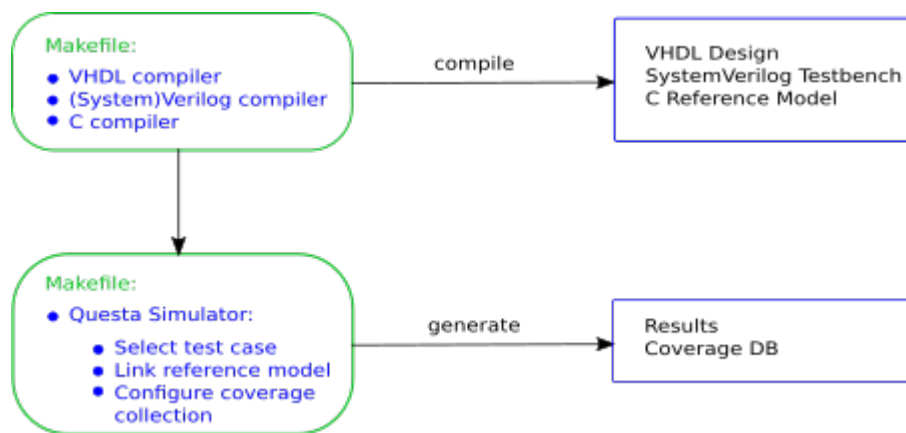 Makefile:
VHDL compiler
(System)Verilog compiler
C compiler
compile
VHDL Design
SystemVerilog Testbench
C Reference Model
Makefile:
Questa Simulator:
Select test case
Link reference model
Configure coverage
collection
generate
Results
Coverage DB